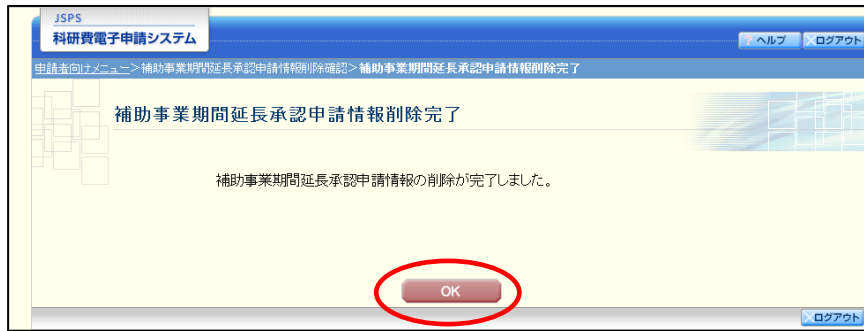 JSPS
科研費電子申請システム
ヘルプ ログアウト
申請者向けメニュー>補助事業期間延長承認申請情報削除確認>補助事業期間延長承認申請情報削除完了
補助事業期間延長承認申請情報削除完了
補助事業期間延長承認申請情報の削除が完了しました。
OK
ログアウト